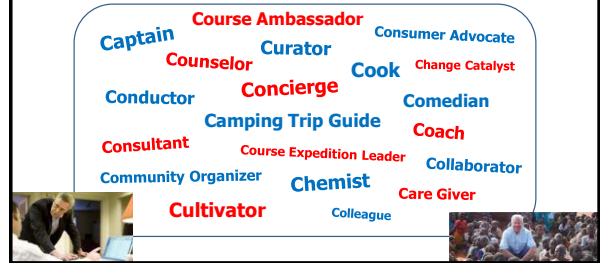 Course Ambassador
Captain
Consumer Advocate
Curator
Counselor
Cook
Change Catalyst
Concierge
Conductor
Comedian
Camping Trip Guide
Coach
Consultant
Course Expedition Leader
Collaborator
Community Organizer
Chemist
Care Giver
Cultivator
Colleague